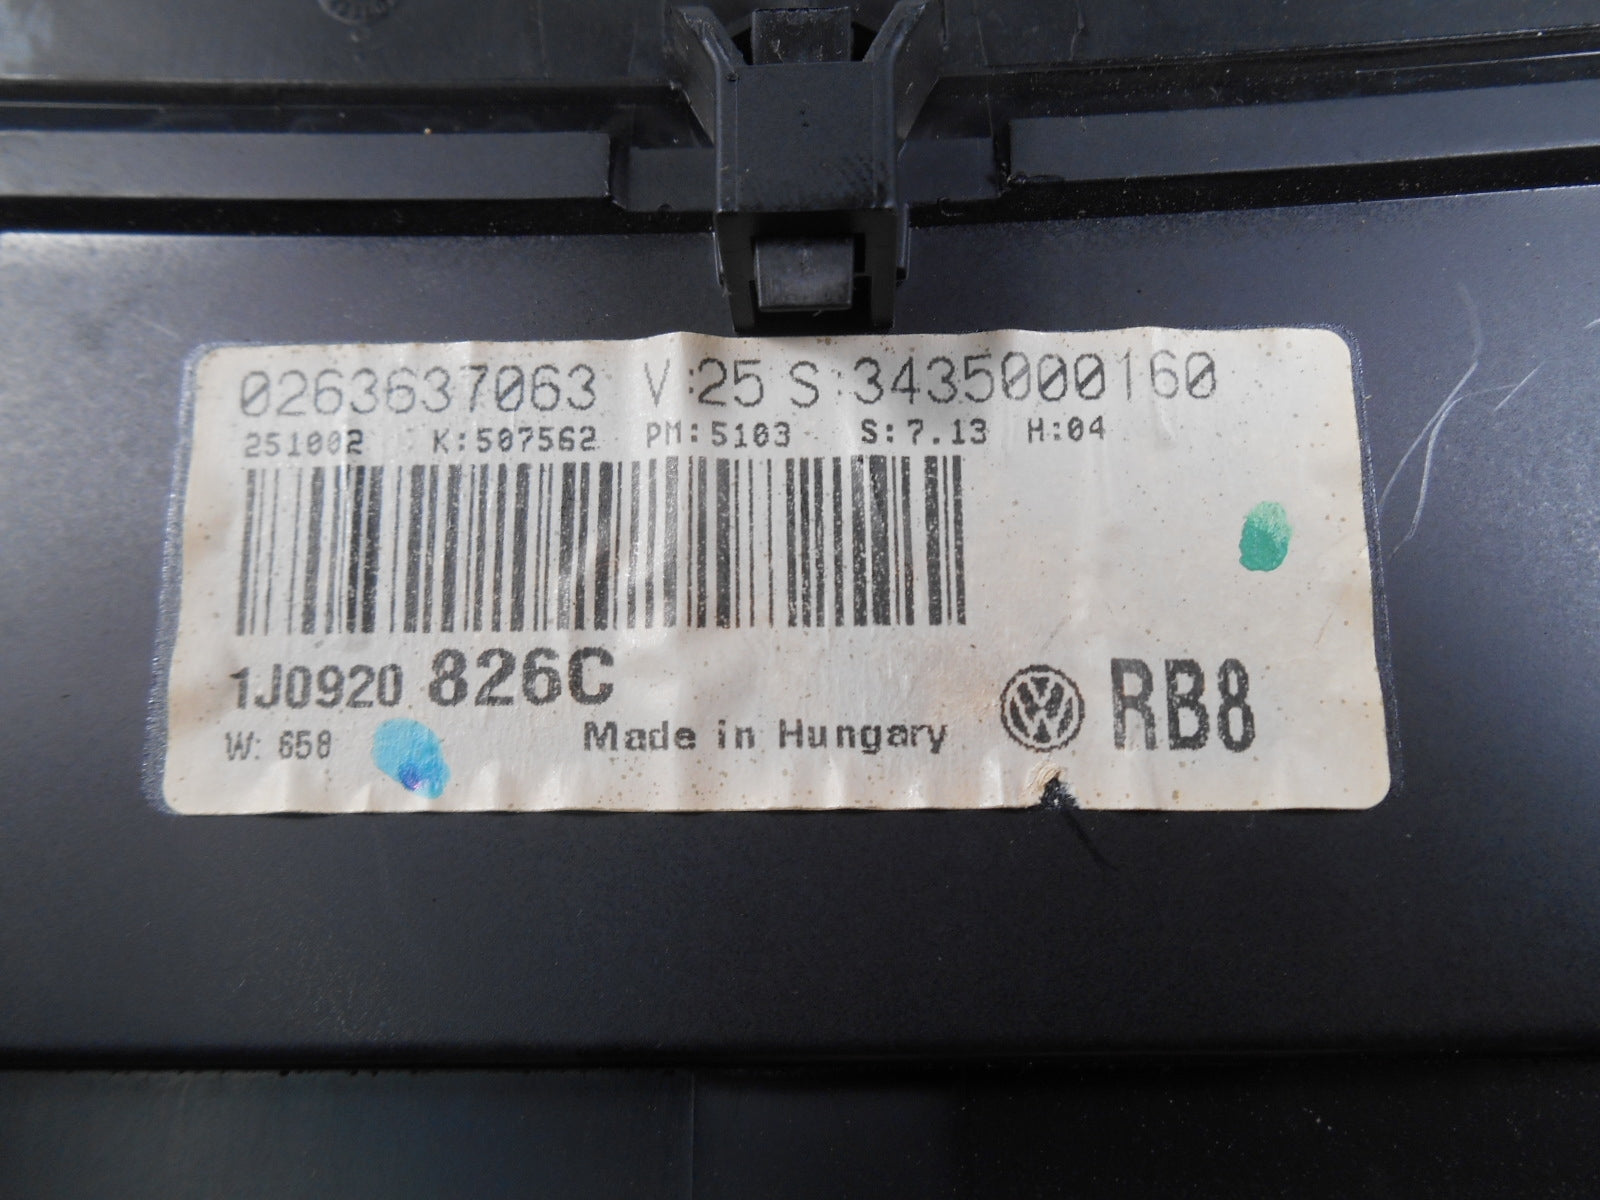 0263637063 V:25 S:3435000160
251002 K:507562 PM:5103 S:7.13 H:04
1J0920 826C
W: 658 Made in Hungary RB8